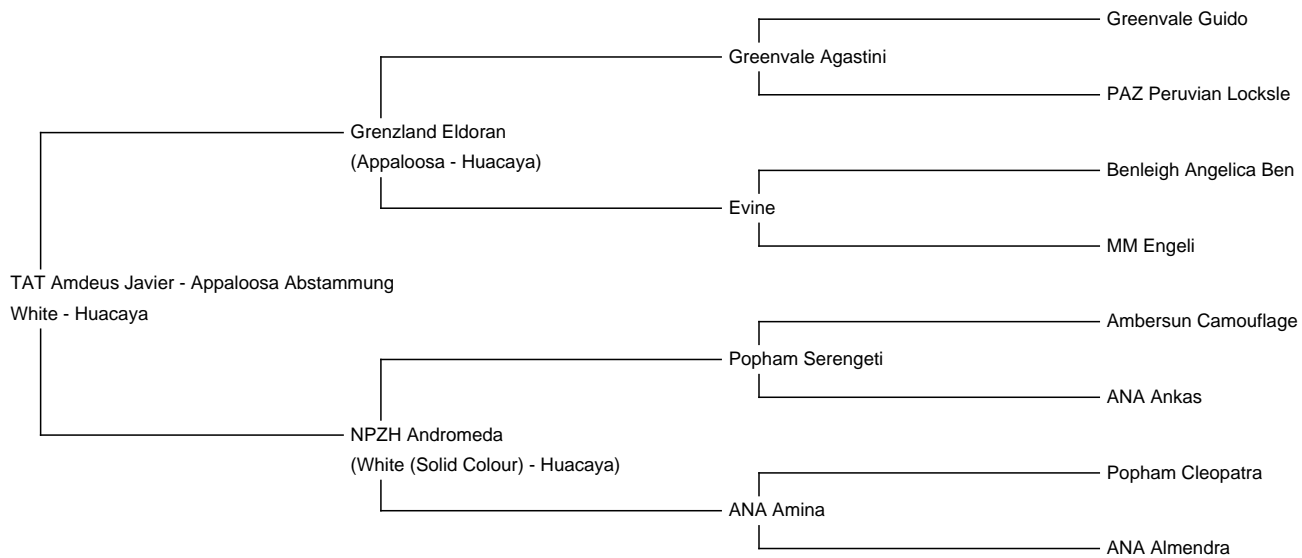 Greenvale Guido
Greenvale Agastini
PAZ Peruvian Locksle
Grenzland Eldoran
(Appaloosa - Huacaya)
Benleigh Angelica Ben
Evine
MM Engeli
TAT Amdeus Javier - Appaloosa Abstammung
White - Huacaya
Ambersun Camouflage
Popham Serengeti
ANA Ankas
NPZH Andromeda
(White (Solid Colour) - Huacaya)
Popham Cleopatra
ANA Amina
ANA Almendra